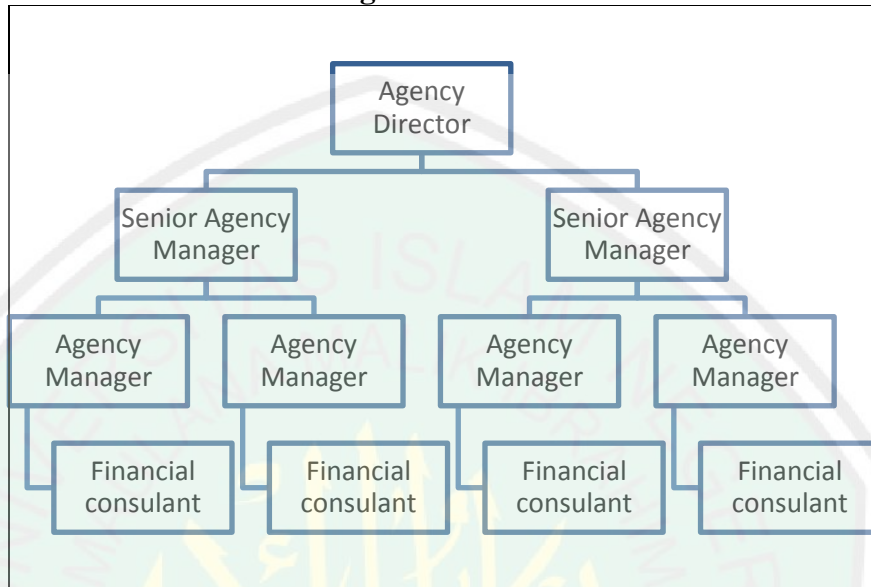 Agency
Director
Senior Agency
Manager
Senior Agency
Manager
Agency
Manager
Agency
Manager
Agency
Manager
Agency
Manager
Financial
consulant
Financial
consulant
Financial
consulant
Financial
consulant